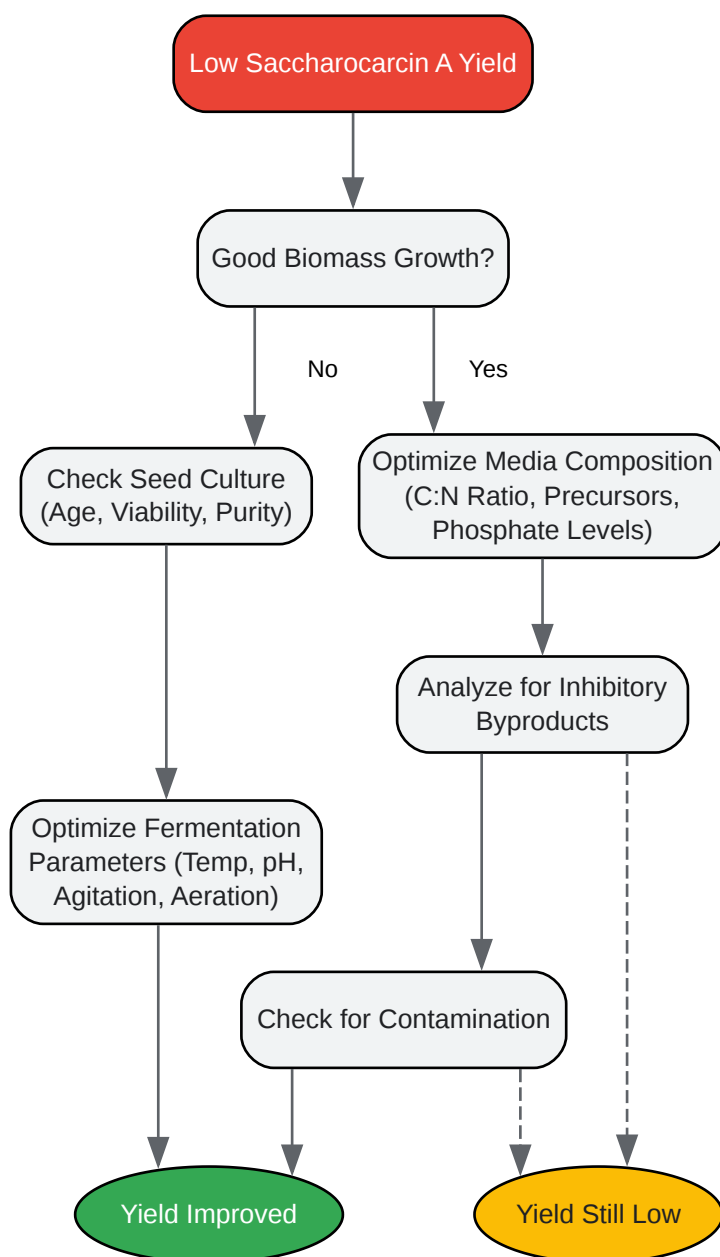 Low Saccharocarcin A Yield
Good Biomass Growth?
No
Yes
Check Seed Culture
(Age, Viability, Purity)
Optimize Media Composition
(C:N Ratio, Precursors,
Phosphate Levels)
Analyze for Inhibitory
Byproducts
Optimize Fermentation
Parameters (Temp, pH,
Agitation, Aeration)
Check for Contamination
Yield Improved
Yield Still Low